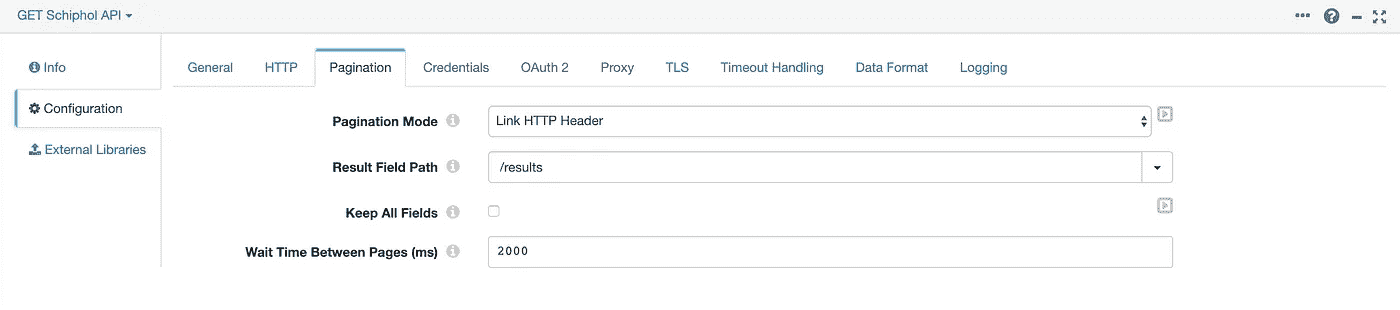 GET Schiphol API
Info
General HTTP Pagination Credentials OAuth 2 Proxy TLS Timeout Handling Data Format Logging
Configuration
Pagination Mode Link HTTP Header
External Libraries
Result Field Path /results
Keep All Fields
Wait Time Between Pages (ms) 2000